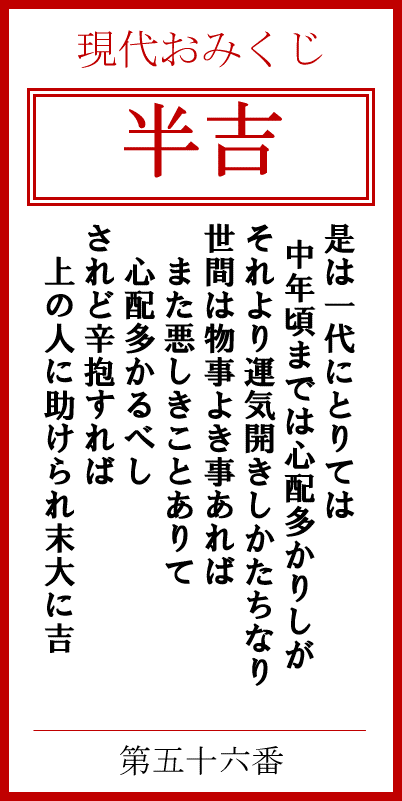 現代おみくじ
半吉
是は一代にとりては
中年頃までは心配多かりしが
それより運気開きしかたちなり
世間は物事よき事あれば
また悪しきことありて
心配多かるべし
されど辛抱すれば
上の人に助けられ末大に吉
第五十六番